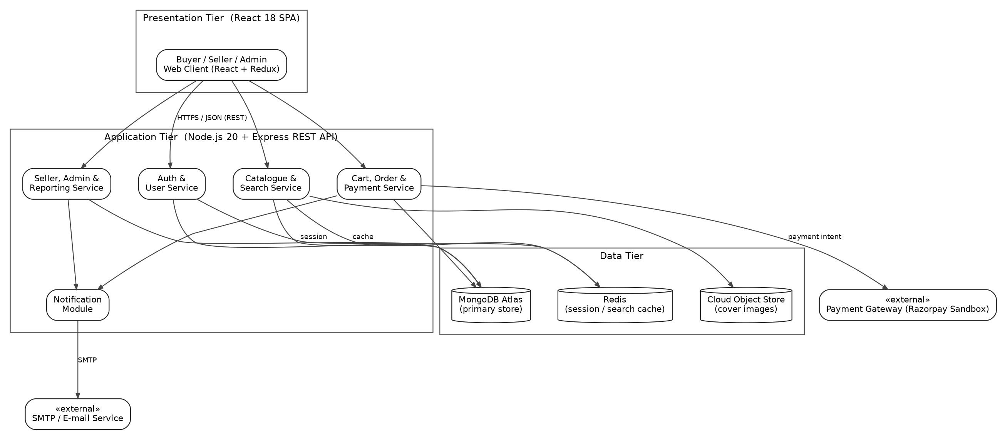 Presentation Tier  (React 18 SPA)
Buyer / Seller / Admin
Web Client (React + Redux)
HTTPS / JSON (REST)
Application Tier  (Node.js 20 + Express REST API)
Seller, Admin &
Reporting Service
Auth &
User Service
Catalogue &
Search Service
Cart, Order &
Payment Service
session
cache
payment intent
Data Tier
Notification
Module
MongoDB Atlas
(primary store)
Redis
(session / search cache)
Cloud Object Store
(cover images)
«external»
Payment Gateway (Razorpay Sandbox)
SMTP
«external»
SMTP / E-mail Service